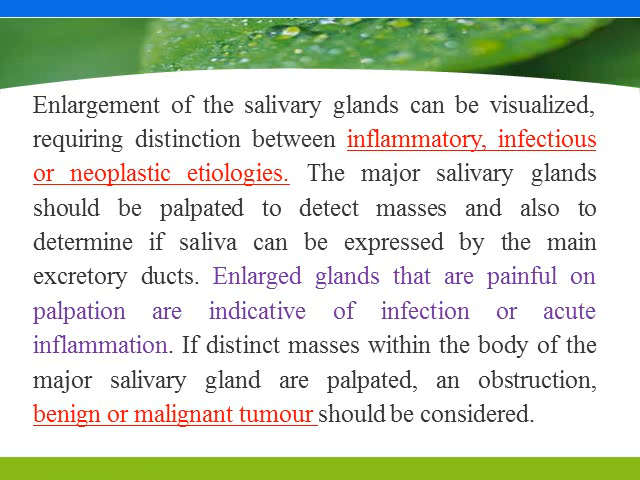 Enlargement of the salivary glands can be visualized,
requiring distinction between inflammatory, infectious
or neoplastic etiologies. The major salivary glands
should be palpated to detect masses and also to
determine if saliva can be expressed by the main
excretory ducts. Enlarged glands that are painful on
palpation are indicative of infection or acute
inflammation. If distinct masses within the body of the
major salivary gland are palpated, an obstruction,
benign or malignant tumour should be considered.